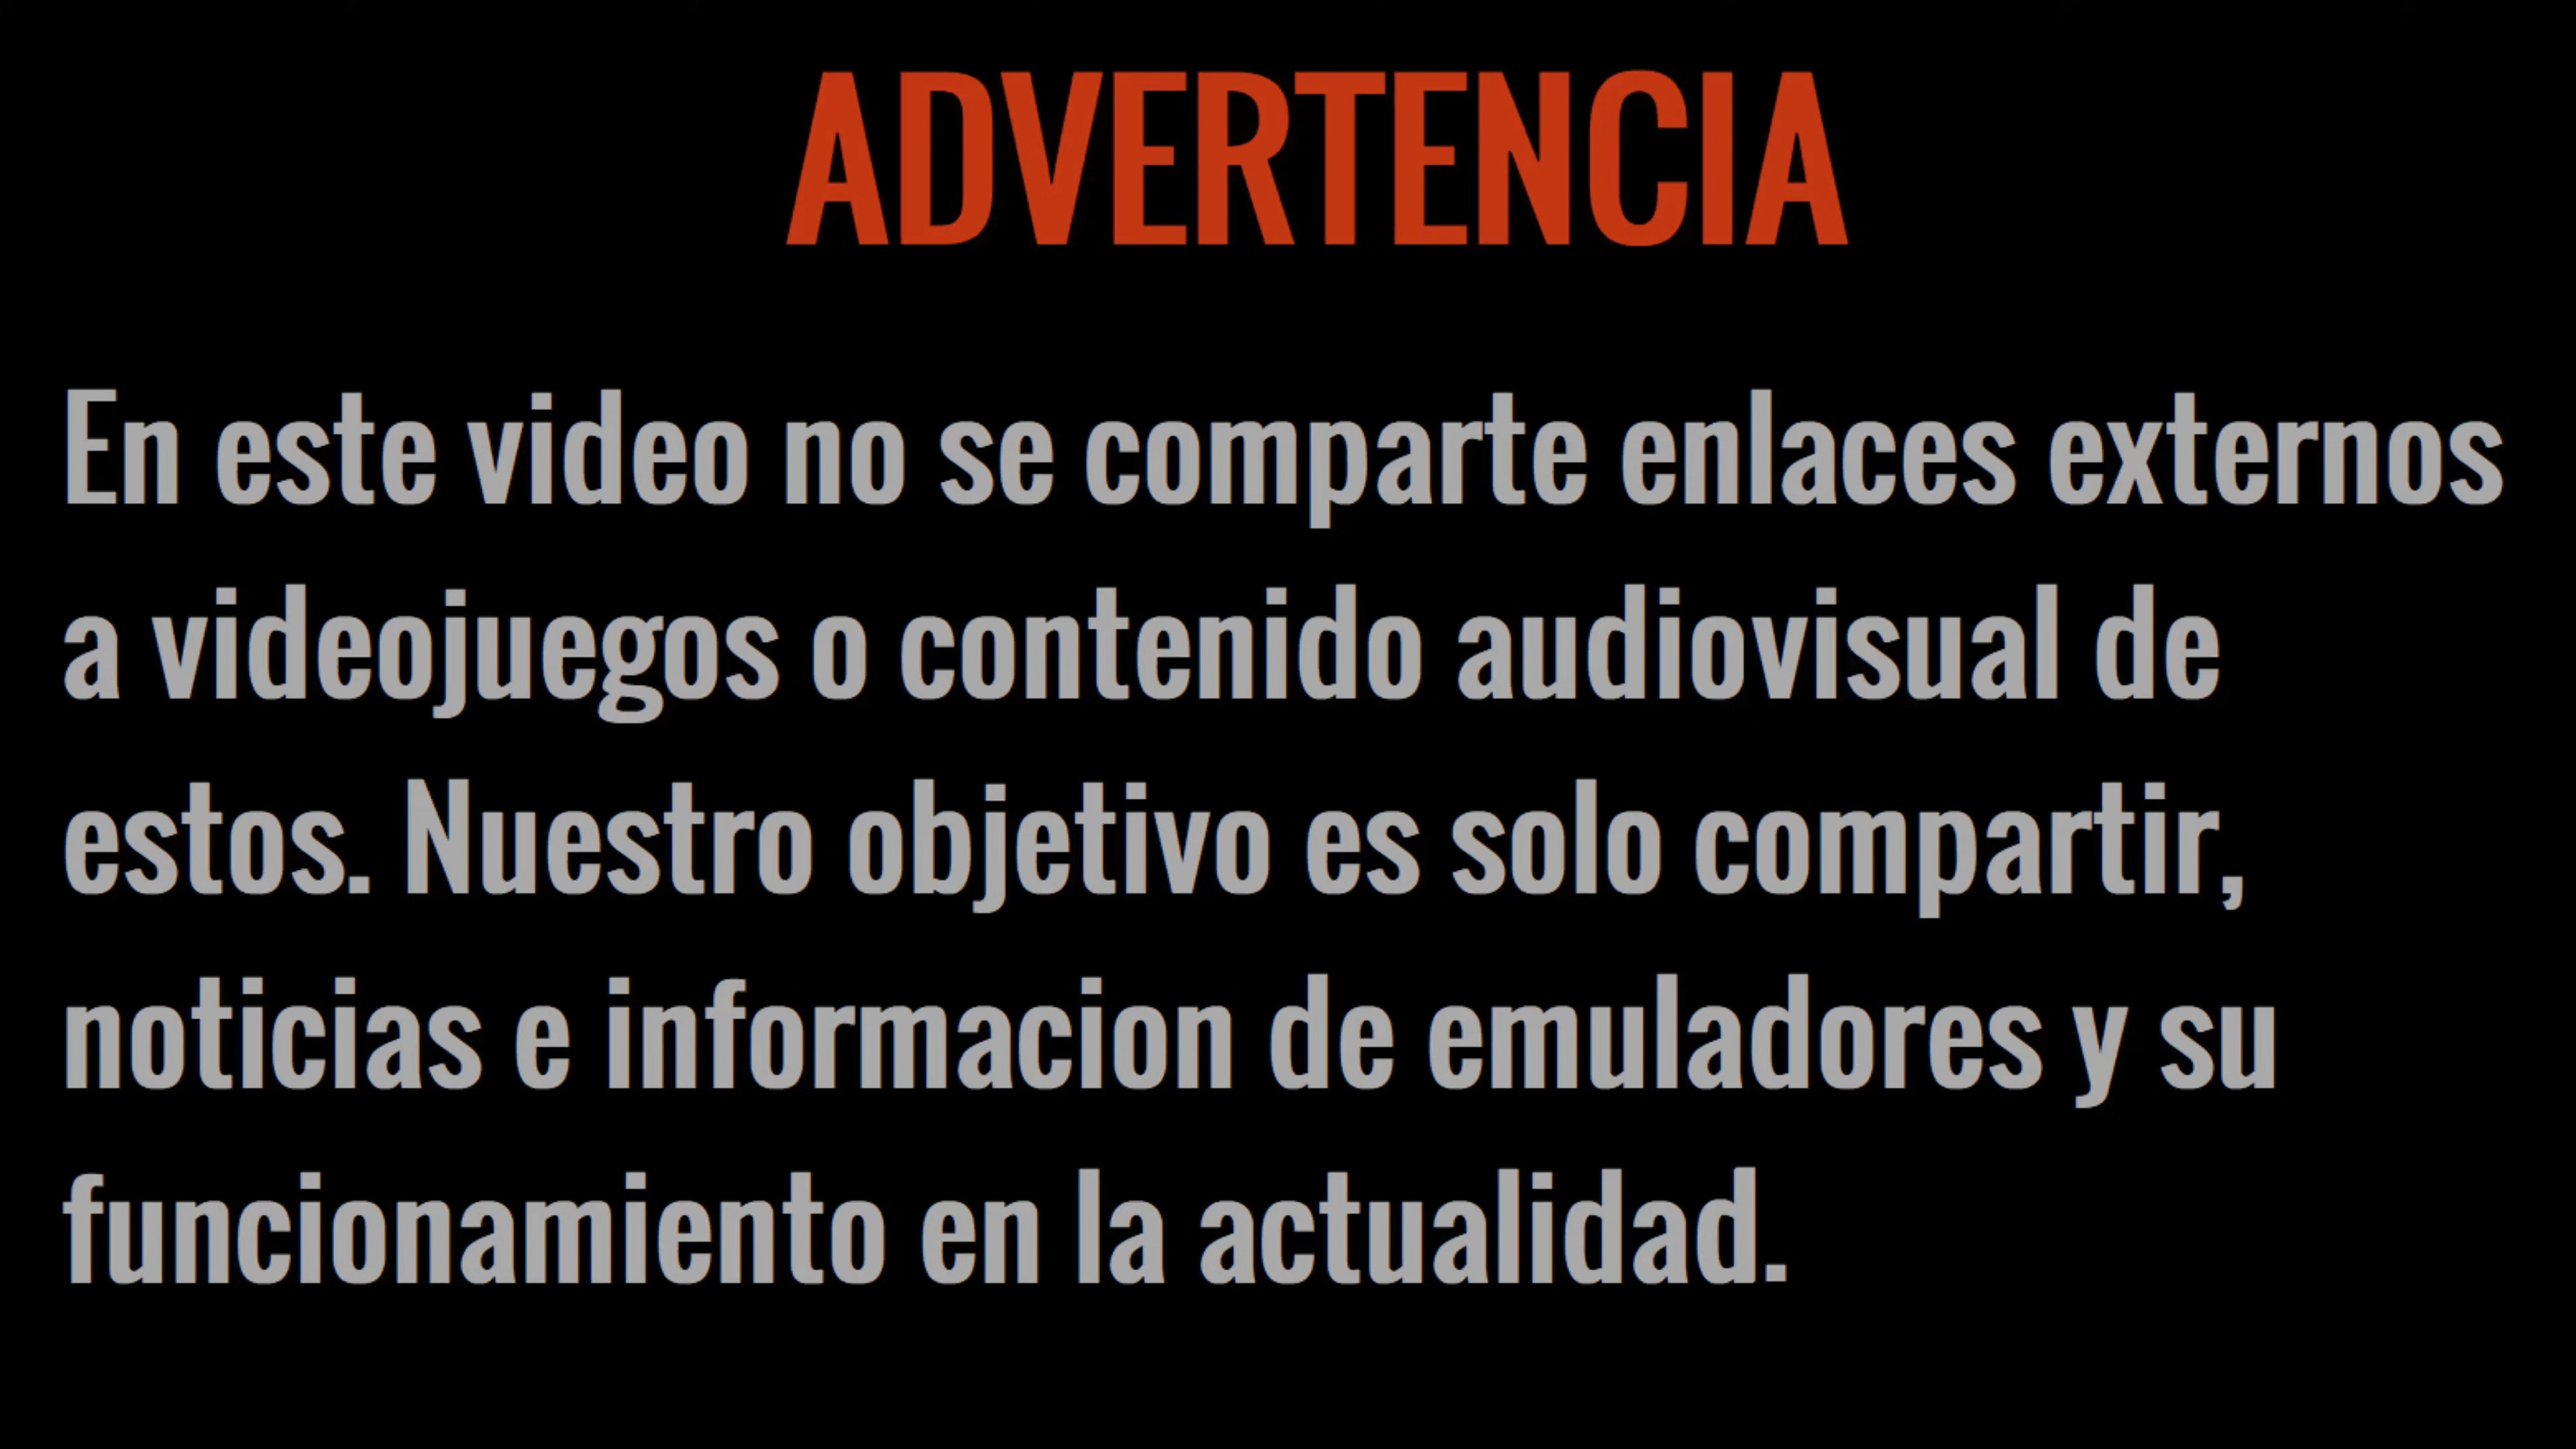 ADVERTENCIA
En este video no se comparte enlaces externos
a videojuegos o contenido audiovisual de
estos. Nuestro objetivo es solo compartir,
noticias e informacion de emuladores y su
funcionamiento en la actualidad.